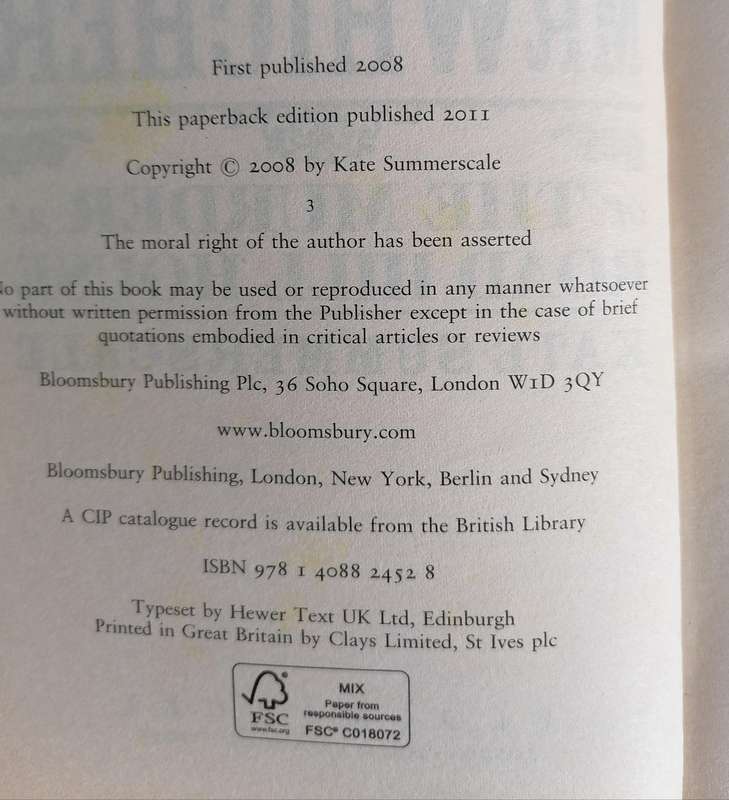 First published 2008
This paperback edition published 2011
Copyright © 2008 by Kate Summerscale
3
The moral right of the author has been asserted
part of this book may be used or reproduced in any manner whatsoever
without written permission from the Publisher except in the case of brief
quotations embodied in critical articles or reviews
Bloomsbury Publishing Plc, 36 Soho Square, London W1D 3QY
www.bloomsbury.com
Bloomsbury Publishing, London, New York, Berlin and Sydney
A CIP catalogue record is available from the British Library
ISBN 978 1 4088 2452 8
Typeset by Hewer Text UK Ltd, Edinburgh
Printed in Great Britain by Clays Limited, St Ives plc
FSC
www.fsc.org
MIX
Paper from
responsible sources
FSC® C018072